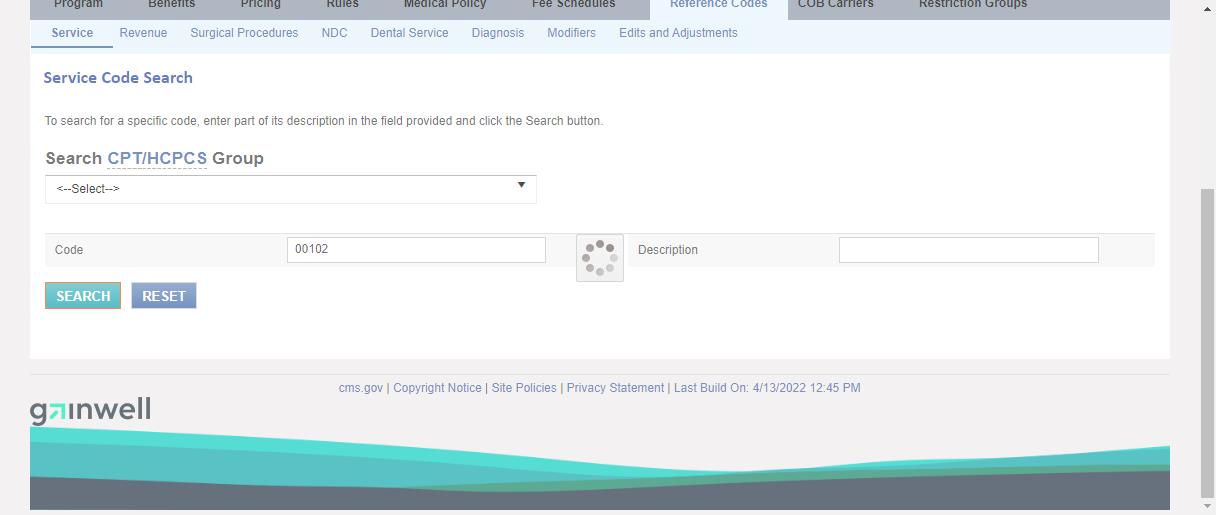 Program Benefits Pricing Rules Medical Policy Fee Schedules Reference Codes COB Carriers Restriction Groups
Service Revenue Surgical Procedures NDC Dental Service Diagnosis Modifiers Edits and Adjustments
Service Code Search
To search for a specific code, enter part of its description in the field provided and click the Search button.
Search CPT/HCPCS Group
<--Select-->
Code 00102 Description
SEARCH RESET
cms.gov | Copyright Notice | Site Policies | Privacy Statement | Last Build On: 4/13/2022 12:45 PM
gainwell